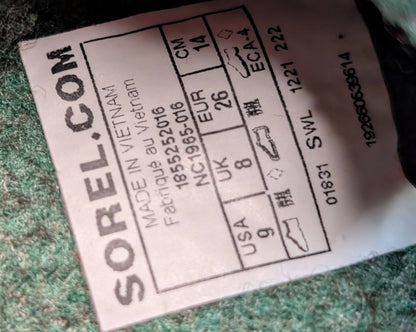 SOREL.COM
MADE IN VIETNAM
Fabriqué au Vietnam
1855252016
NC1965-016
USA UK EUR CM
9 8 26 14
ECA.4
01831 SWL 1221 222